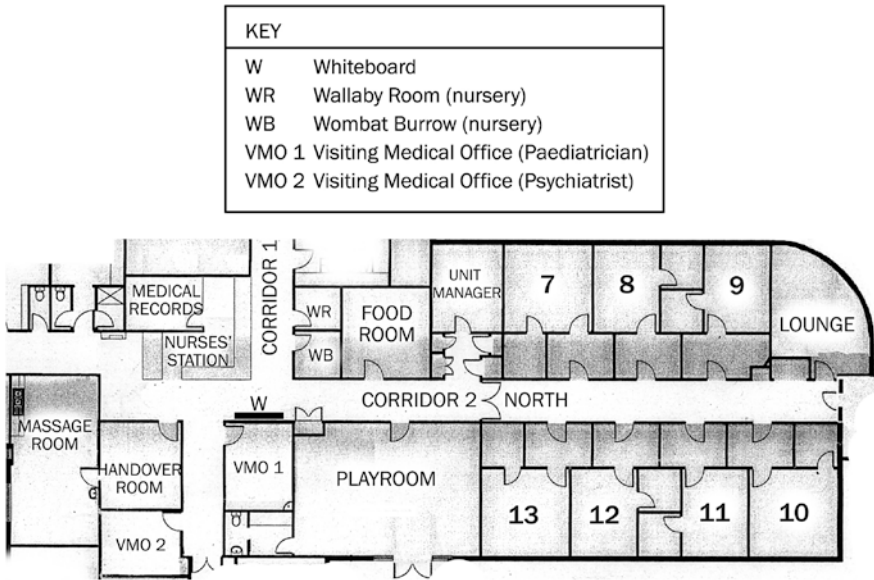 KEY
W Whiteboard
WR Wallaby Room (nursery)
WB Wombat Burrow (nursery)
VMO 1 Visiting Medical Office (Paediatrician)
VMO 2 Visiting Medical Office (Psychiatrist)
CORRIDOR 1
MEDICAL
RECORDS
NURSES'
STATION
WR
WB
FOOD
ROOM
UNIT
MANAGER
7
8
9
LOUNGE
W
CORRIDOR 2
NORTH
MASSAGE
ROOM
HANDOVER
ROOM
VMO 1
VMO 2
PLAYROOM
13
12
11
10